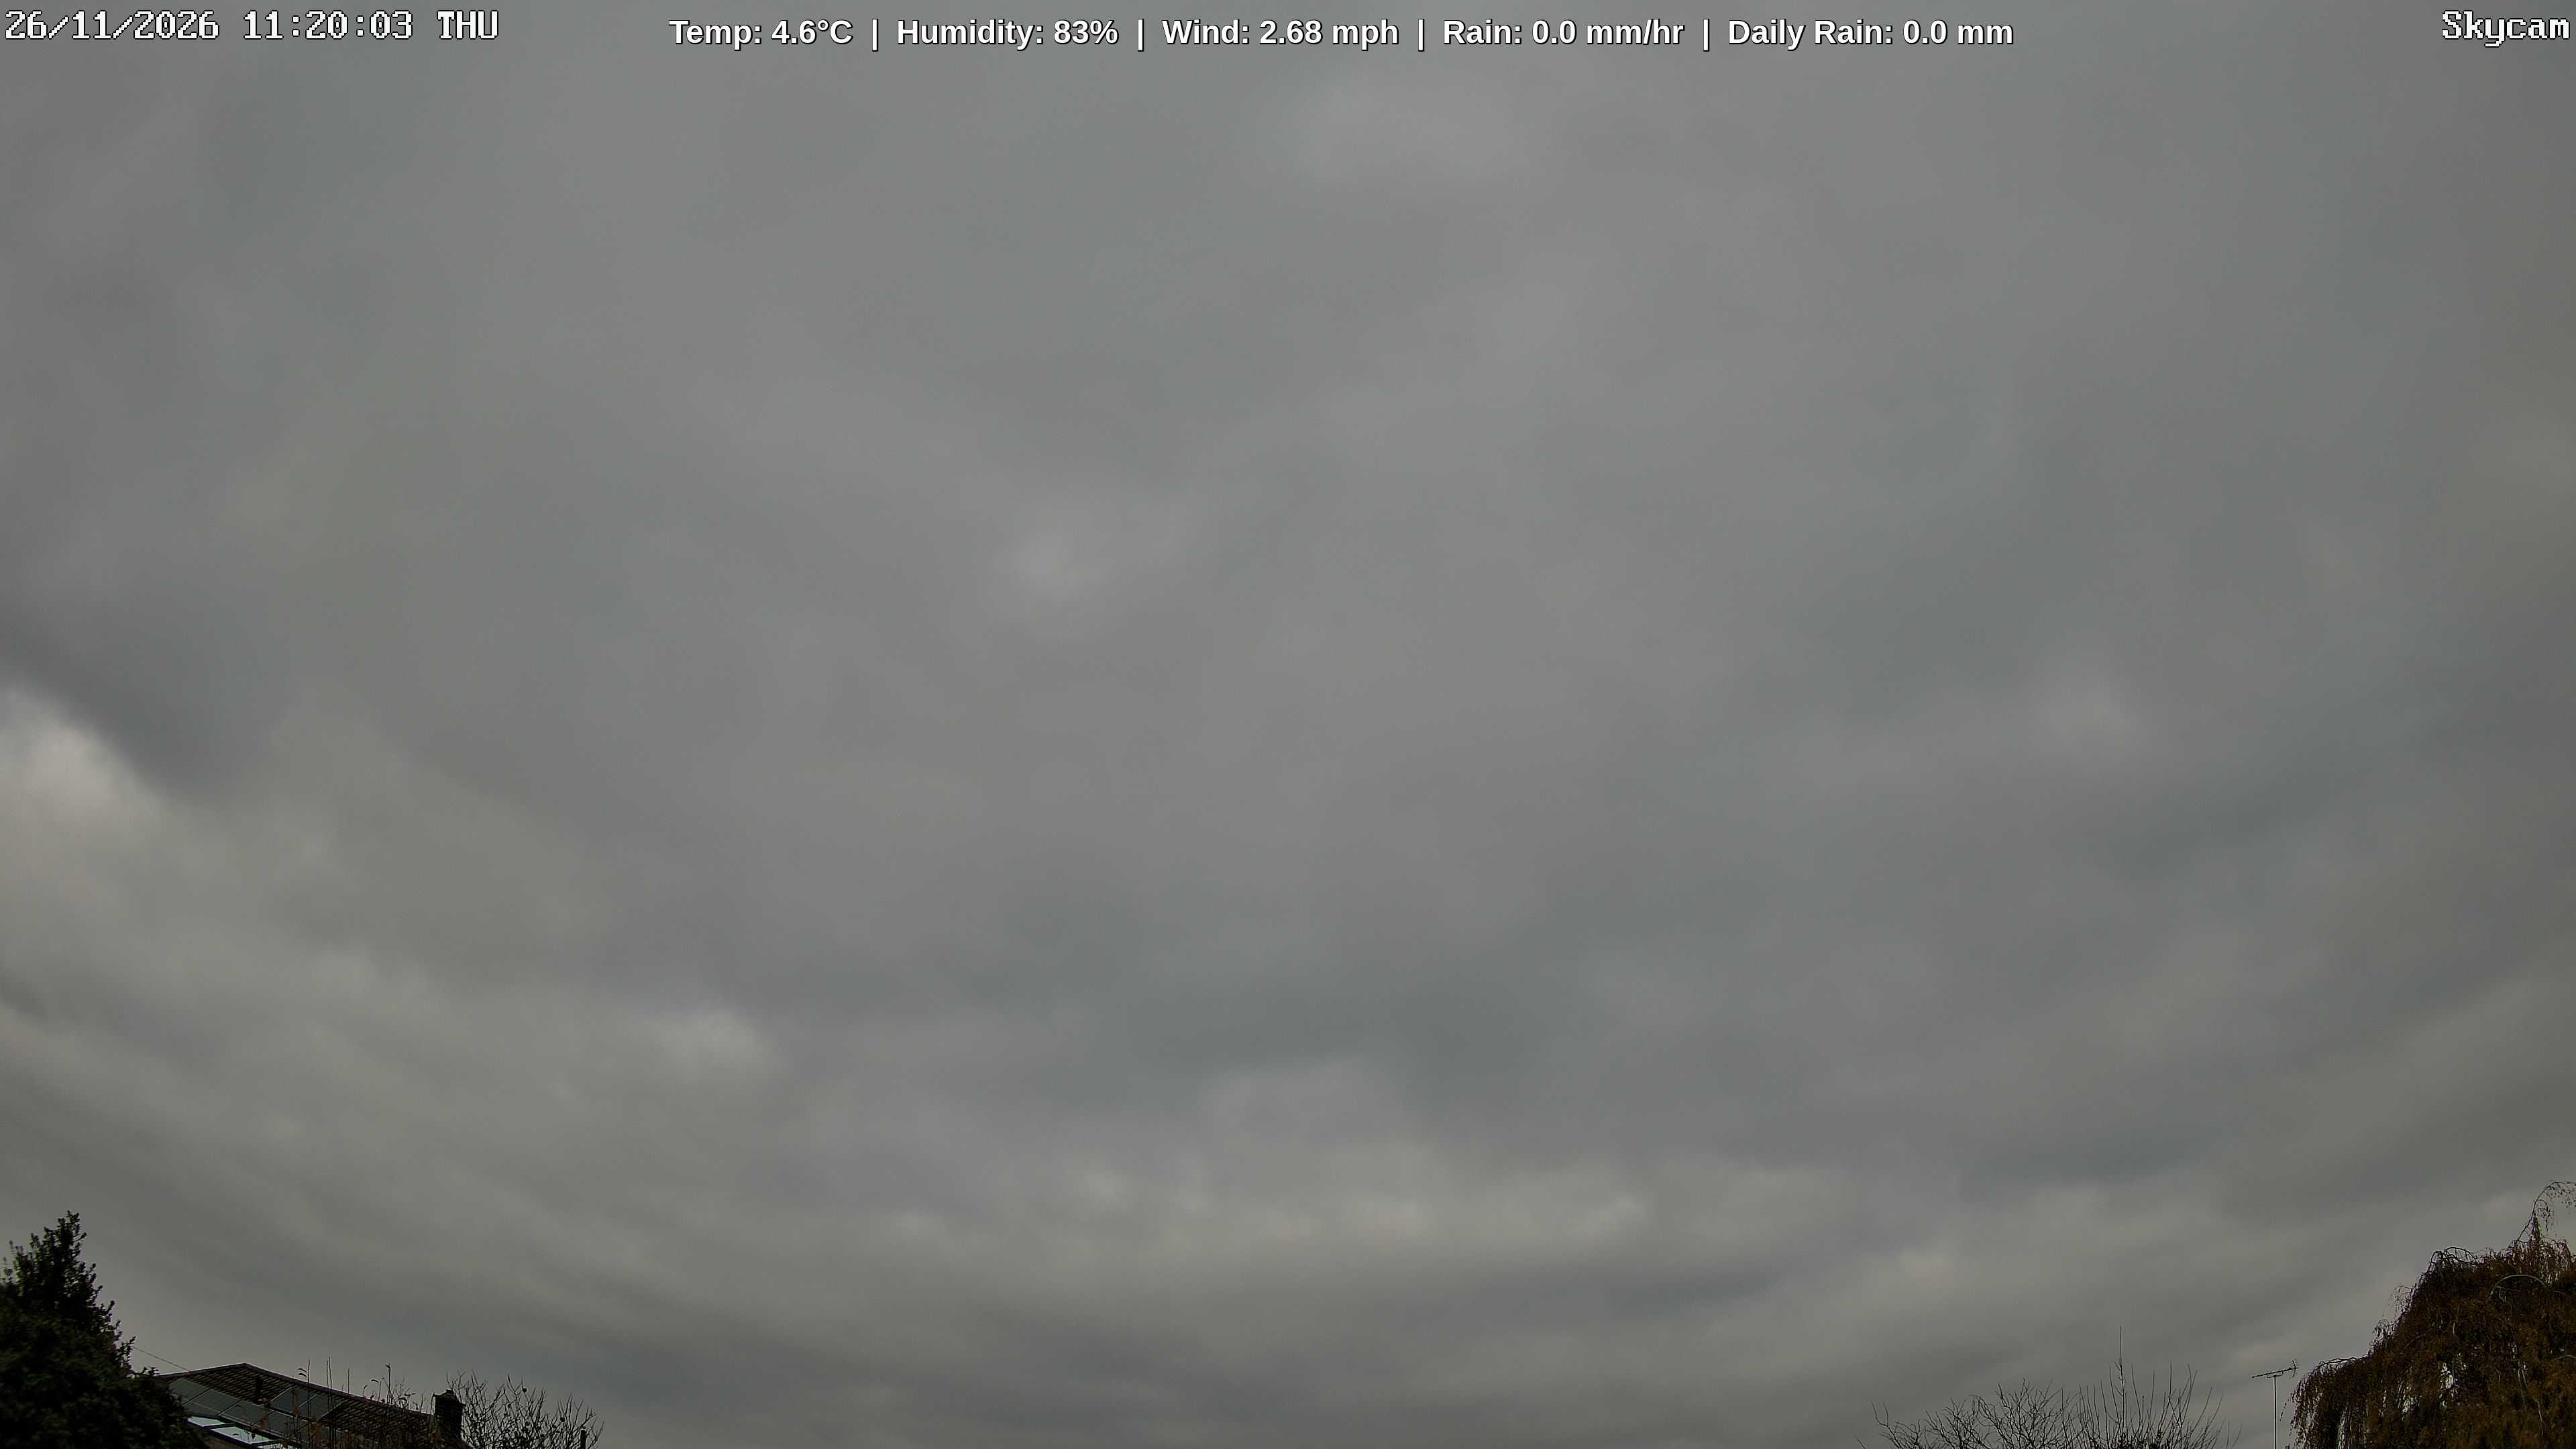 26/11/2026 11:20:03 THU
Temp: 4.6°C | Humidity: 83% | Wind: 2.68 mph | Rain: 0.0 mm/hr | Daily Rain: 0.0 mm
Skycam